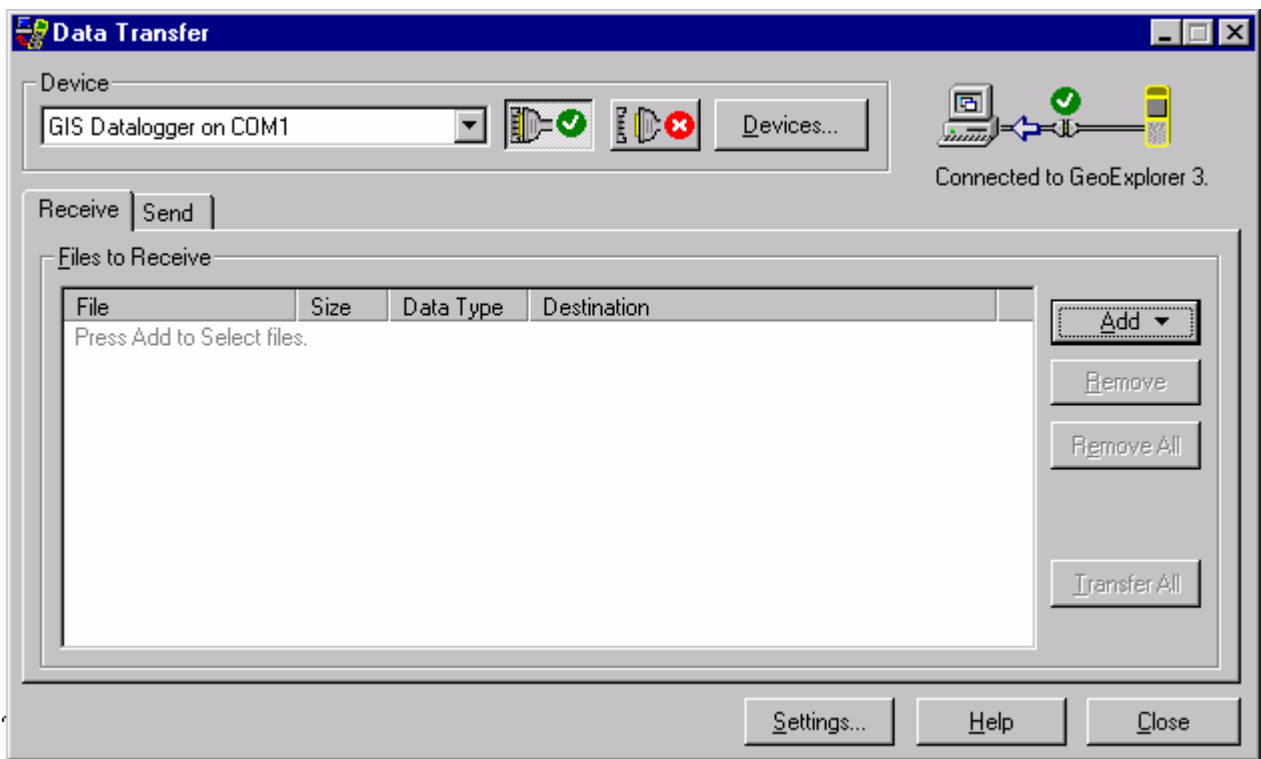 Data Transfer
Device
GIS Datalogger on COM1
Devices...
Connected to GeoExplorer 3.
Receive
Send
Files to Receive
File Size Data Type Destination
Press Add to Select files.
Add
Remove
Remove All
Transfer All
Settings...
Help
Close